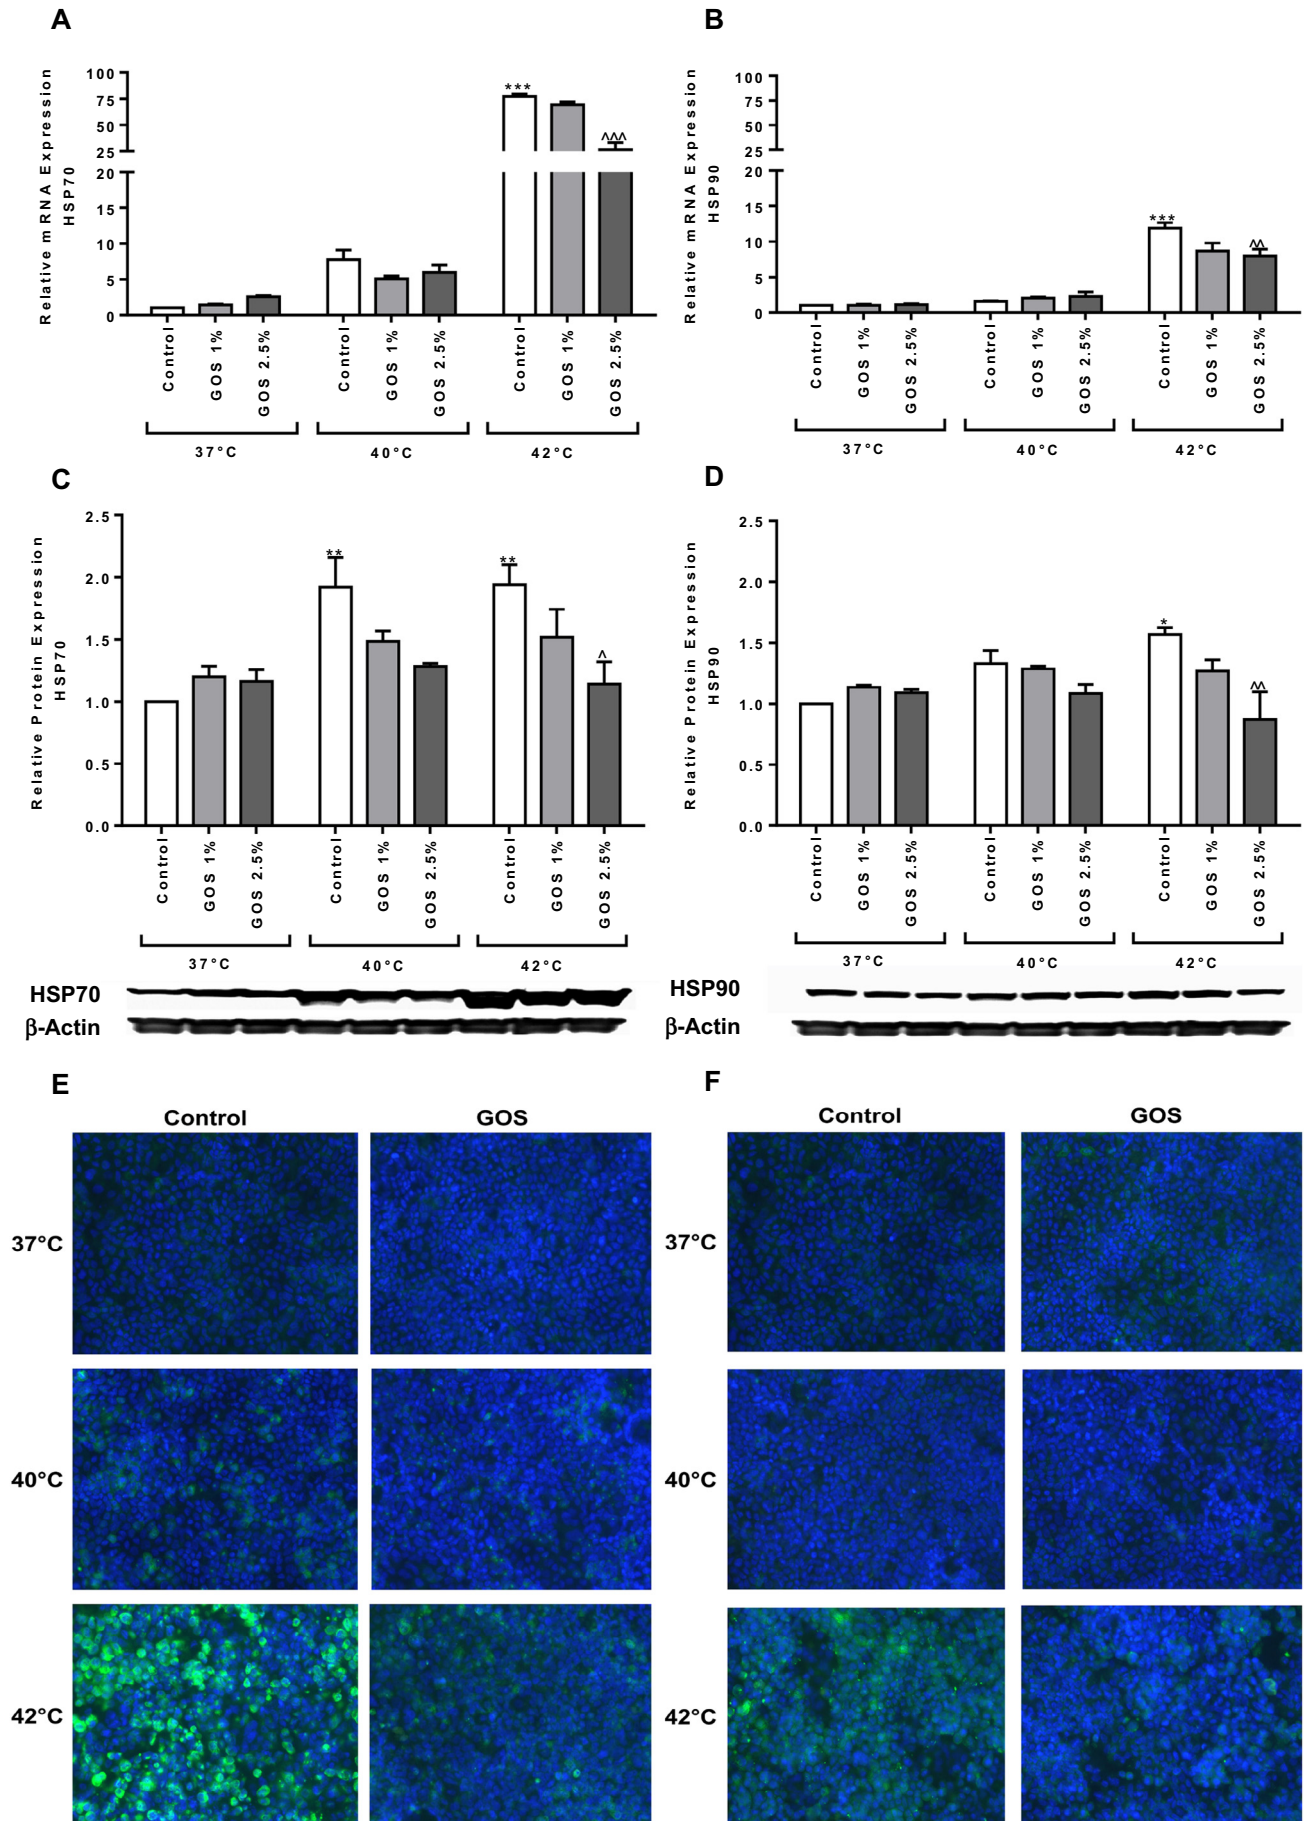 A
Relative mRNA Expression
HSP70
100
75
50
25
20
15
10
5
0
***
^^^
Control
GOS 1%
GOS 2.5%
Control
GOS 1%
GOS 2.5%
Control
GOS 1%
GOS 2.5%
37°C
40°C
42°C
B
Relative mRNA Expression
HSP90
100
75
50
25
20
15
10
5
0
***
^^
Control
GOS 1%
GOS 2.5%
Control
GOS 1%
GOS 2.5%
Control
GOS 1%
GOS 2.5%
37°C
40°C
42°C
C
Relative Protein Expression
HSP70
2.5
2.0
1.5
1.0
0.5
0.0
**
**
^
Control
GOS 1%
GOS 2.5%
Control
GOS 1%
GOS 2.5%
Control
GOS 1%
GOS 2.5%
37°C
40°C
42°C
HSP70
β-Actin
D
Relative Protein Expression
HSP90
2.5
2.0
1.5
1.0
0.5
0.0
*
^^
Control
GOS 1%
GOS 2.5%
Control
GOS 1%
GOS 2.5%
Control
GOS 1%
GOS 2.5%
37°C
40°C
42°C
HSP90
β-Actin
E
Control
GOS
37°C
40°C
42°C
F
Control
GOS
37°C
40°C
42°C